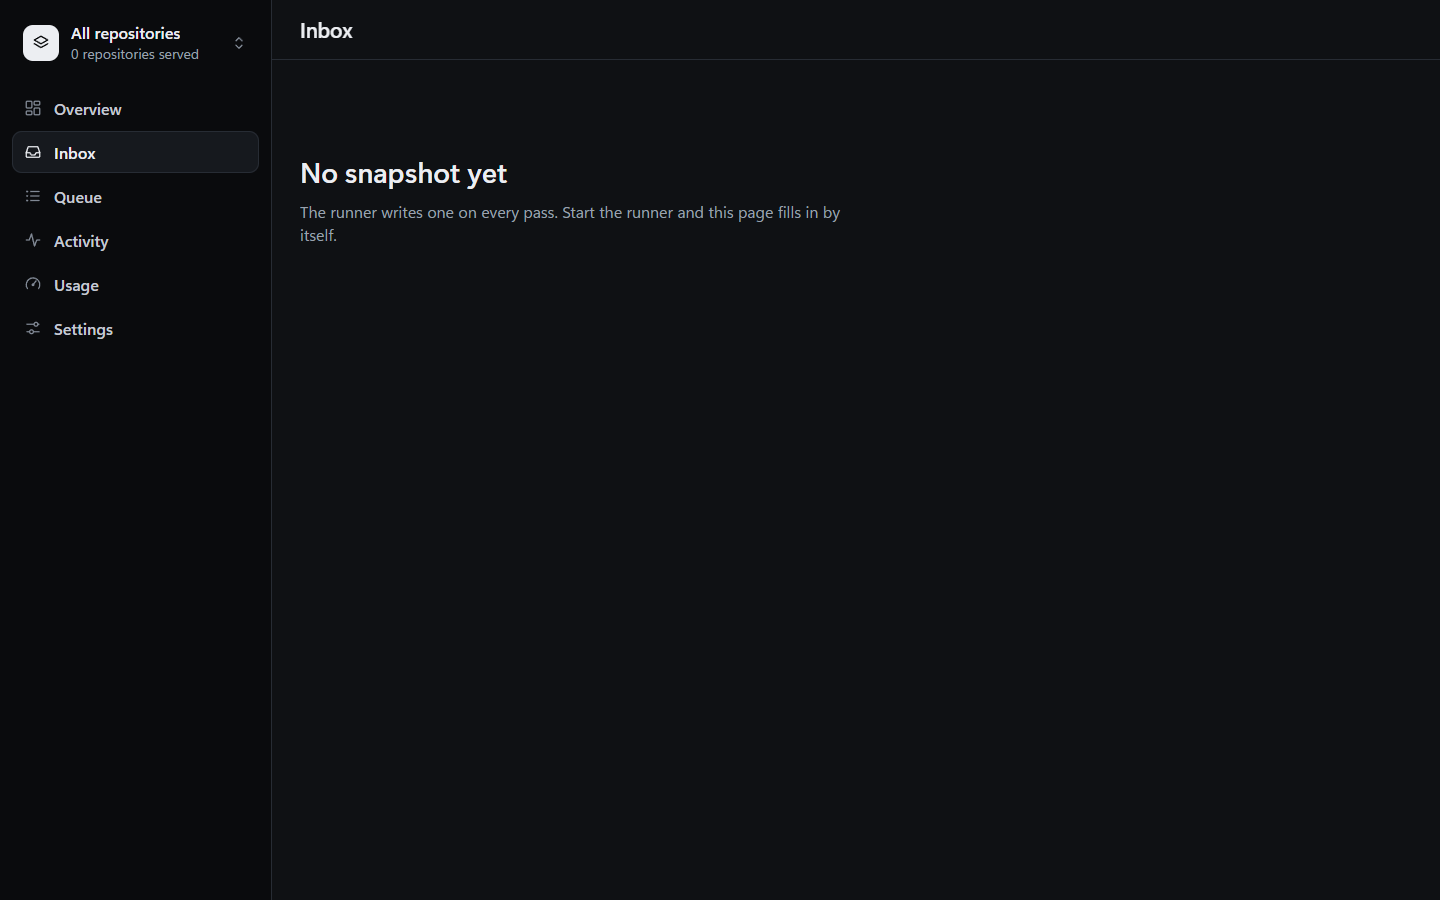 All repositories
0 repositories served
Overview
Inbox
Queue
Activity
Usage
Settings
Inbox
No snapshot yet
The runner writes one on every pass. Start the runner and this page fills in by
itself.